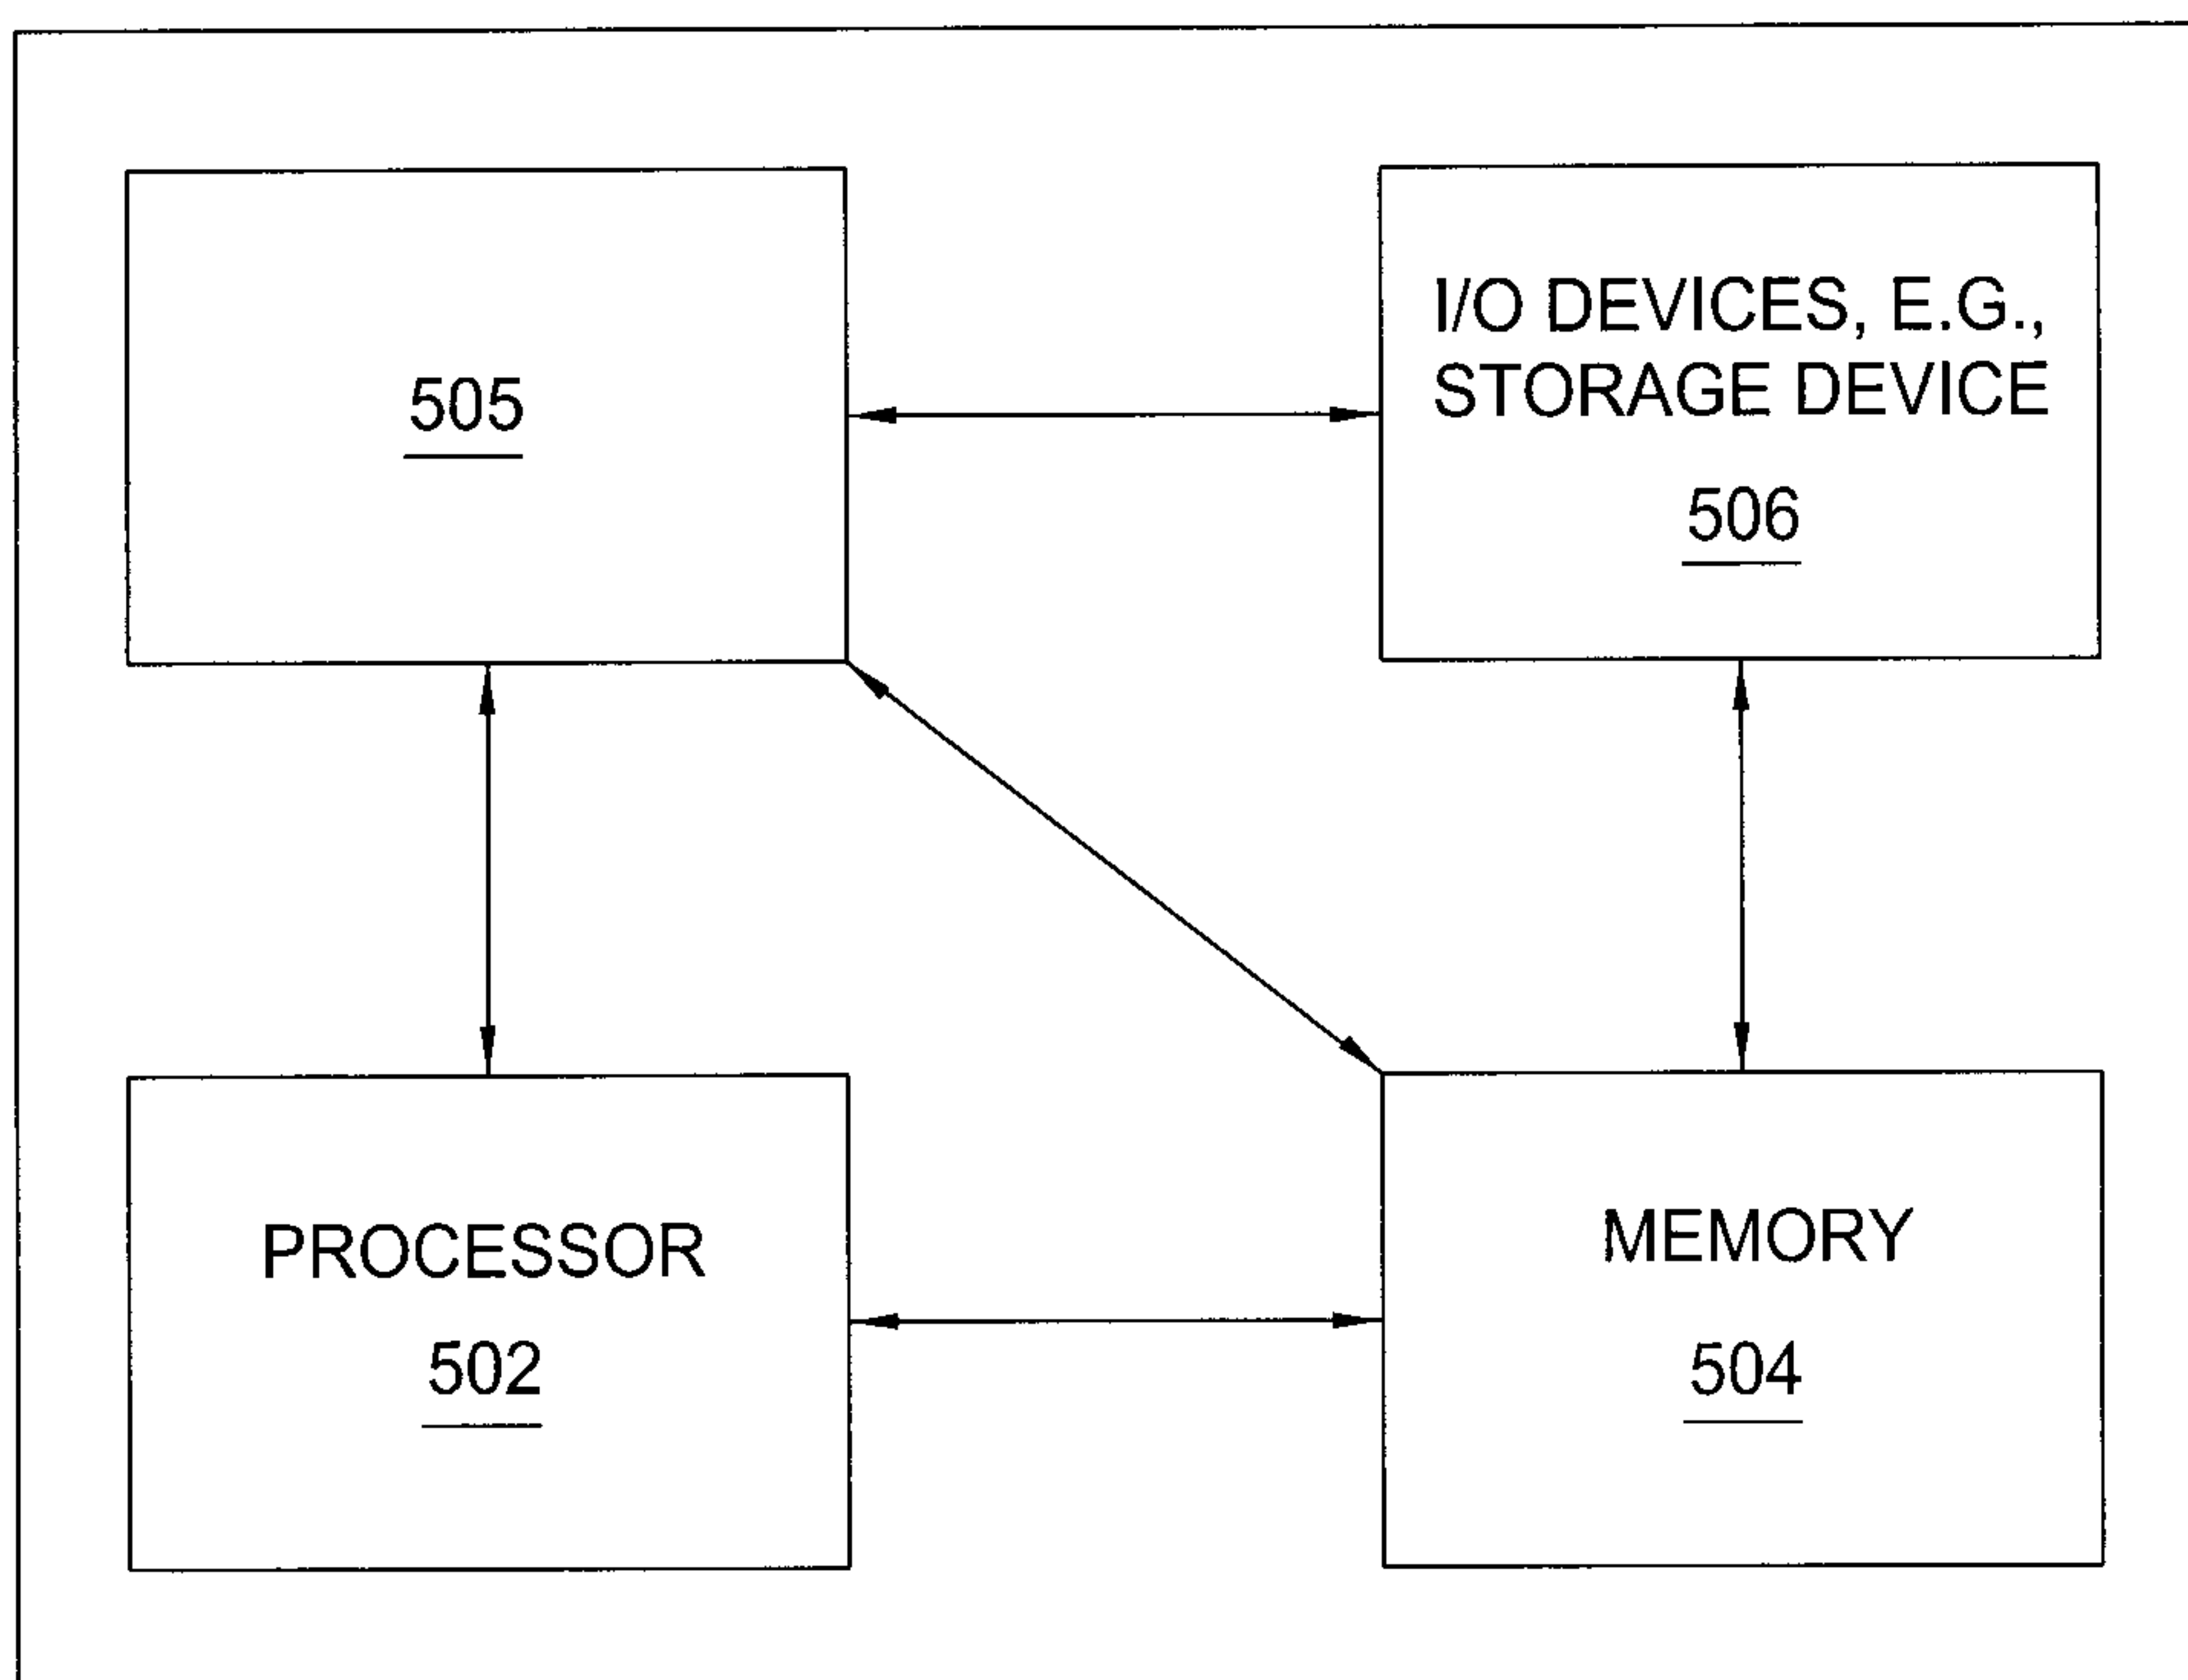 505
I/O DEVICES, E.G.,
STORAGE DEVICE
506
PROCESSOR
502
MEMORY
504